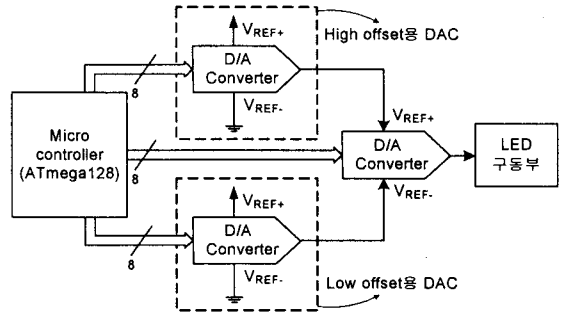 V_REF+
High offset용 DAC
D/A
Converter
8
V_REF-
V_REF+
Micro
controller
(ATmega128)
8
D/A
Converter
LED
구동부
V_REF-
V_REF+
D/A
Converter
8
V_REF-
Low offset용 DAC